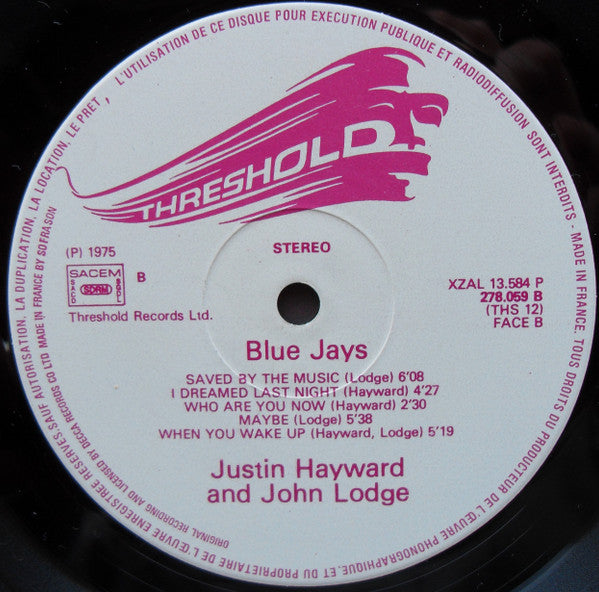 TOUS DROITS DU PRODUCTEUR DE L'ŒUVRE PHONOGRAPHIQUE.ET DU PROPRIETAIRE DE L'ŒUVRE ENREGISTREE RESERVES.SAUF AUTORISATION, LA DUPLICATION, LA LOCATION, LE PRET, L'UTILISATION DE CE DISQUE POUR EXECUTION PUBLIQUE ET RADIODIFFUSION SONT INTERDITS - MADE IN FRANCE.
ORIGINAL RECORDING AND LICENSED BY DECCA RECORDS CO LTD MADE IN FRANCE BY SOFRASON
THRESHOLD
STEREO
(P) 1975
SACEM
SACD
SDRM
SGDL
B
Threshold Records Ltd.
XZAL 13.584 P
278.059 B
(THS 12)
FACE B
Blue Jays
SAVED BY THE MUSIC (Lodge) 6'08
I DREAMED LAST NIGHT (Hayward) 4'27
WHO ARE YOU NOW (Hayward) 2'30
MAYBE (Lodge) 5'38
WHEN YOU WAKE UP (Hayward, Lodge) 5'19
Justin Hayward
and John Lodge